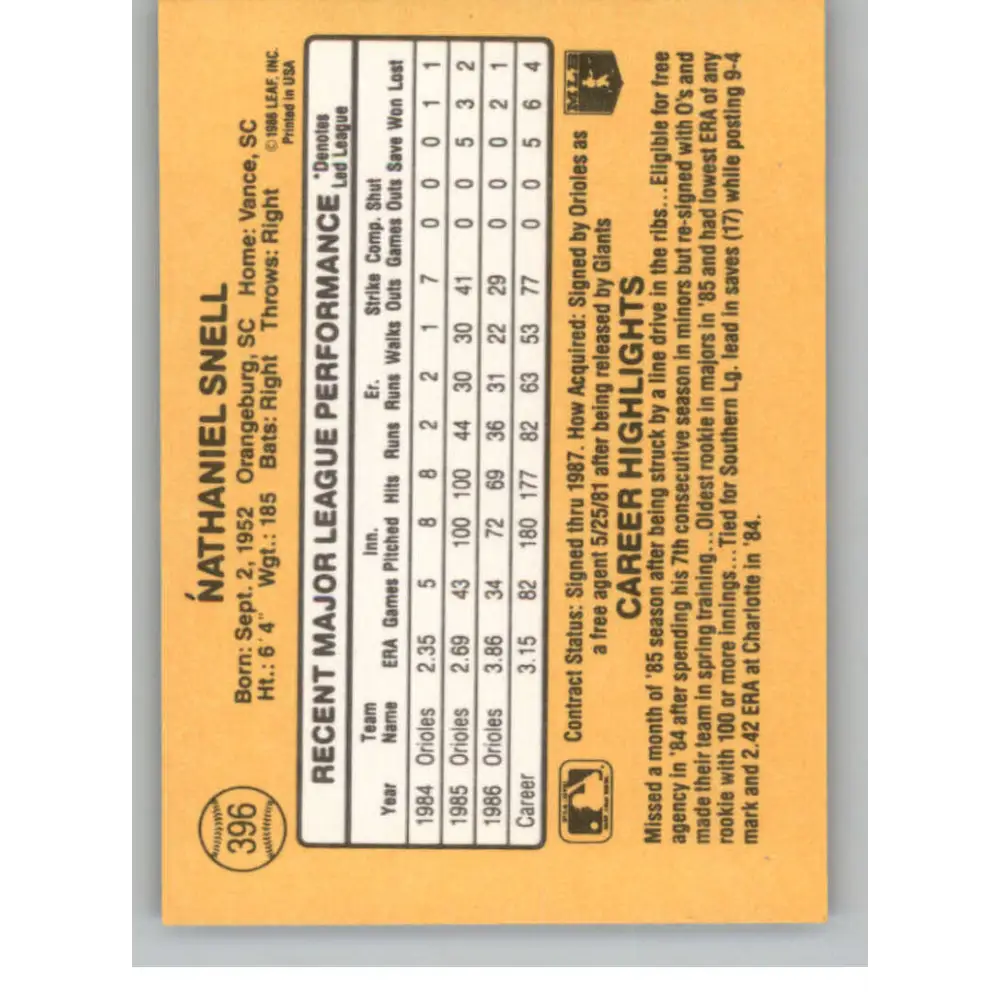 396
NATHANIEL SNELL
Born: Sept. 2, 1952 Orangeburg, SC Home: Vance, SC
Ht.: 6' 4" Wgt.: 185 Bats: Right Throws: Right
©1986 LEAF, INC.
Printed in USA
RECENT MAJOR LEAGUE PERFORMANCE *Denotes Led League
Year Team Name ERA Games Inn. Pitched Hits Runs Er. Runs Walks Strike Outs Comp. Games Shut Outs Save Won Lost
1984 Orioles 2.35 5 8 8 2 2 1 7 0 0 0 1 1
1985 Orioles 2.69 43 100 100 44 30 30 41 0 0 5 3 2
1986 Orioles 3.86 34 72 69 36 31 22 29 0 0 0 2 1
Career 3.15 82 180 177 82 63 53 77 0 0 5 6 4
Contract Status: Signed thru 1987. How Acquired: Signed by Orioles as
a free agent 5/25/81 after being released by Giants
MLB
CAREER HIGHLIGHTS
Missed a month of '85 season after being struck by a line drive in the ribs...Eligible for free
agency in '84 after spending his 7th consecutive season in minors but re-signed with O's and
made their team in spring training...Oldest rookie in majors in '85 and had lowest ERA of any
rookie with 100 or more innings...Tied for Southern Lg. lead in saves (17) while posting 9-4
mark and 2.42 ERA at Charlotte in '84.